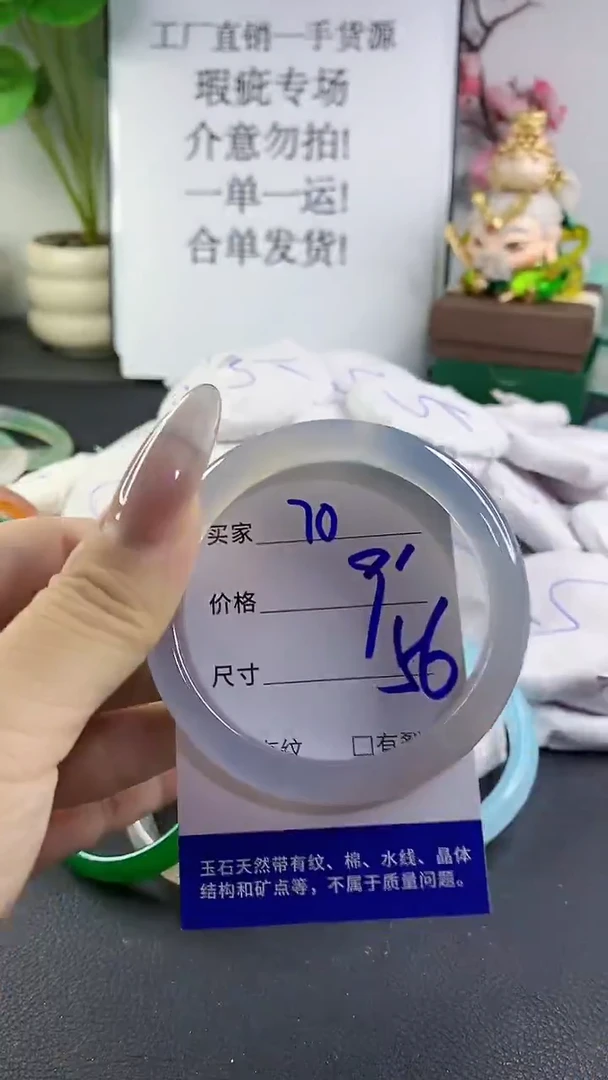 工厂直销一手货源
瑕疵专场
介意勿拍!
一单一运!
合单发货!
买家 70
价格
尺寸 56
纹 □有裂
玉石天然带有纹、棉、水线、晶体
结构和矿点等，不属于质量问题。